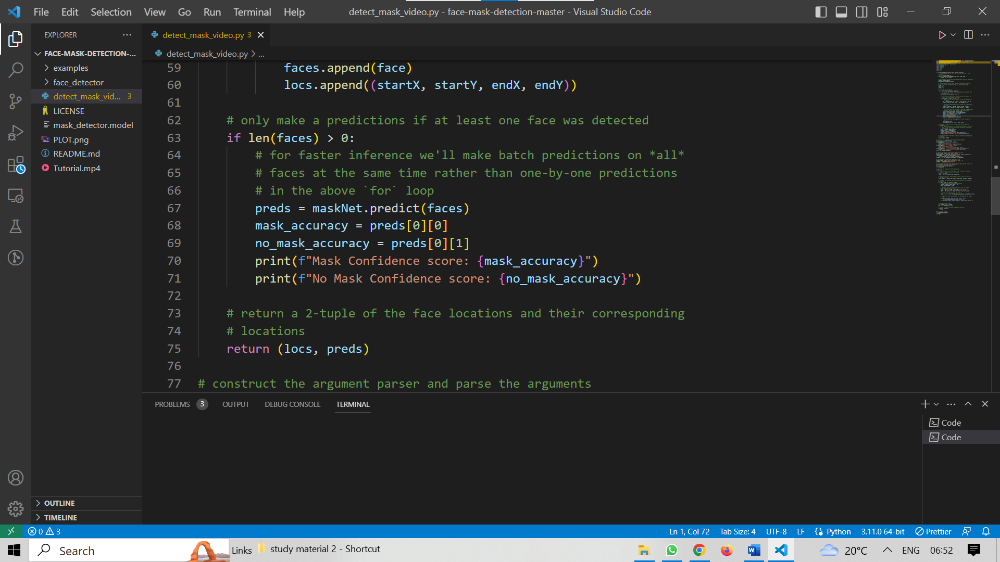 File Edit Selection View Go Run Terminal Help
detect_mask_video.py - face-mask-detection-master - Visual Studio Code
EXPLORER
FACE-MASK-DETECTION-...
examples
face_detector
detect_mask_vid... 3
LICENSE
mask_detector.model
PLOT.png
README.md
Tutorial.mp4
OUTLINE
TIMELINE
detect_mask_video.py 3
detect_mask_video.py > ...
59 faces.append(face)
60 locs.append((startX, startY, endX, endY))
61
62 # only make a predictions if at least one face was detected
63 if len(faces) > 0:
64 # for faster inference we'll make batch predictions on *all*
65 # faces at the same time rather than one-by-one predictions
66 # in the above `for` loop
67 preds = maskNet.predict(faces)
68 mask_accuracy = preds[0][0]
69 no_mask_accuracy = preds[0][1]
70 print(f"Mask Confidence score: {mask_accuracy}")
71 print(f"No Mask Confidence score: {no_mask_accuracy}")
72
73 # return a 2-tuple of the face locations and their corresponding
74 # locations
75 return (locs, preds)
76
77 # construct the argument parser and parse the arguments
PROBLEMS 3 OUTPUT DEBUG CONSOLE TERMINAL
Code
Code
0 3
Ln 1, Col 72 Tab Size: 4 UTF-8 LF Python 3.11.0 64-bit Prettier
Search
Links study material 2 - Shortcut
20°C ENG 06:52